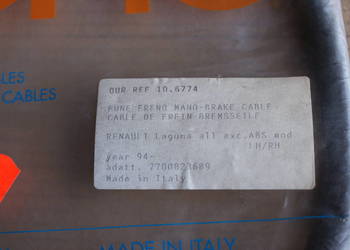 LES
CABLES
OUR REF 10.6774
FUNE FRENO MANO-BRAKE CABLE
CABLE DE FREIN-BREMSSEILE
RENAULT Laguna all exc.ABS mod
LH/RH
year 94-
adatt. 7700823689
Made in Italy
MADE IN ITALY